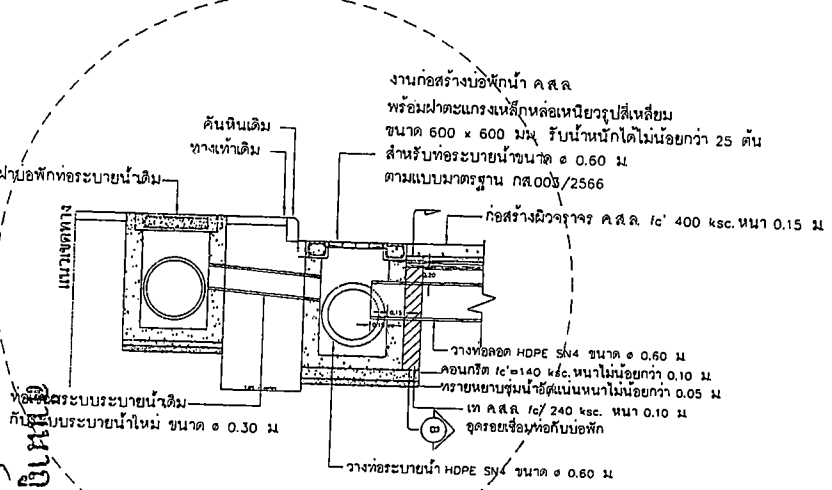 งานก่อสร้างบ่อพักน้ำ ค.ส.ล.
พร้อมฝาตะแกรงเหล็กหล่อเหนียวรูปสี่เหลี่ยม
ขนาด 600 x 600 มม. รับน้ำหนักได้ไม่น้อยกว่า 25 ตัน
สำหรับท่อระบายน้ำขนาด ø 0.60 ม.
ตามแบบมาตรฐาน กส.003/2566
คันหินเดิม
ทางเท้าเดิม
ฝาบ่อพักท่อระบายน้ำเดิม
ก่อสร้างผิวจราจร ค.ส.ล. fc' 400 ksc. หนา 0.15 ม.
แนวเขตทาง
0.20
0.15
0.15
วางท่อลอด HDPE SN4 ขนาด ø 0.60 ม.
คอนกรีต fc'=140 ksc. หนาไม่น้อยกว่า 0.10 ม.
ทรายหยาบชุ่มน้ำอัดแน่นหนาไม่น้อยกว่า 0.05 ม.
เท ค.ส.ล. fc' 240 ksc. หนา 0.10 ม.
อุดรอยเชื่อมท่อกับบ่อพัก
B
ระบบระบายน้ำเดิม
ระบบระบายน้ำใหม่ ขนาด ø 0.30 ม.
วางท่อระบายน้ำ HDPE SN4 ขนาด ø 0.60 ม.